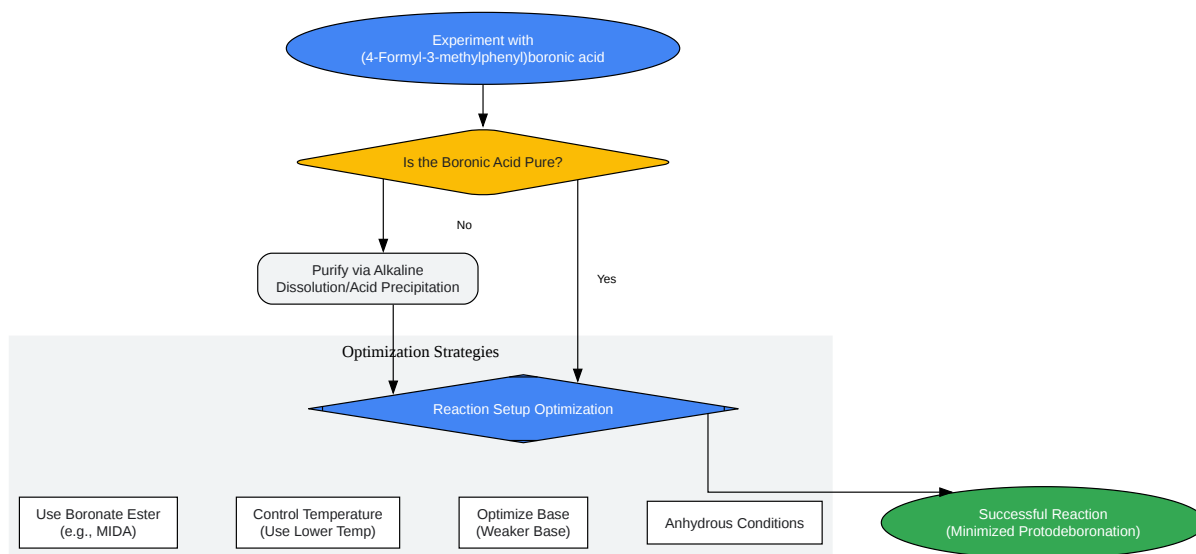 Experiment with
(4-Formyl-3-methylphenyl)boronic acid
Is the Boronic Acid Pure?
No
Purify via Alkaline
Dissolution/Acid Precipitation
Yes
Optimization Strategies
Reaction Setup Optimization
Use Boronate Ester
(e.g., MIDA)
Control Temperature
(Use Lower Temp)
Optimize Base
(Weaker Base)
Anhydrous Conditions
Successful Reaction
(Minimized Protodeboronation)